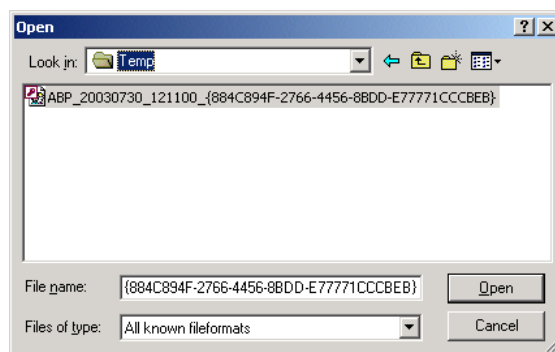 Open
Look in: Temp
ABP_20030730_121100_{884C894F-2766-4456-8BDD-E77771CCCBEB}
File name: {884C894F-2766-4456-8BDD-E77771CCCBEB} Open
Files of type: All known fileformats Cancel